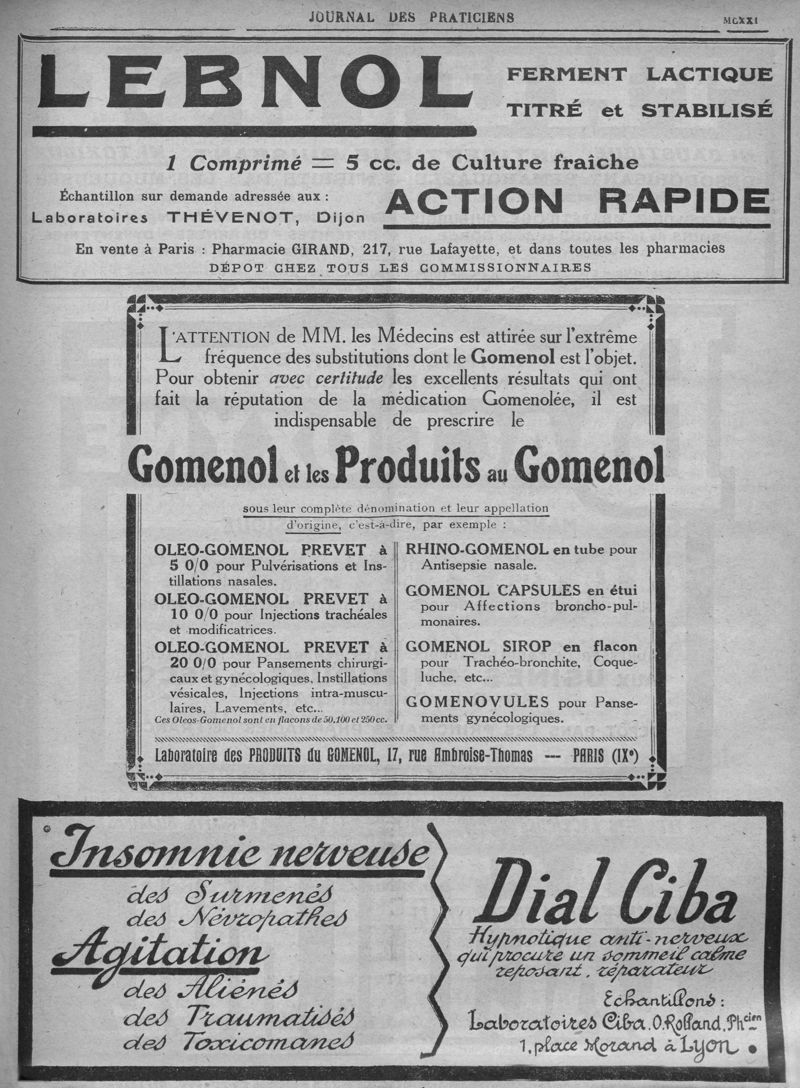 JOURNAL DES PRATICIENS
MCXXI
LEBNOL
FERMENT LACTIQUE
TITRÉ et STABILISÉ
1 Comprimé = 5 cc. de Culture fraîche
Échantillon sur demande adressée aux :
Laboratoires THÉVENOT, Dijon
ACTION RAPIDE
En vente à Paris : Pharmacie GIRAND, 217, rue Lafayette, et dans toutes les pharmacies
DÉPOT CHEZ TOUS LES COMMISSIONNAIRES
L'ATTENTION de MM. les Médecins est attirée sur l'extrême
fréquence des substitutions dont le Gomenol est l'objet.
Pour obtenir avec certitude les excellents résultats qui ont
fait la réputation de la médication Gomenolée, il est
indispensable de prescrire le
Gomenol et les Produits au Gomenol
sous leur complète dénomination et leur appellation
d'origine, c'est-à-dire, par exemple :
OLEO-GOMENOL PREVET à
5 0/0 pour Pulvérisations et Ins-
tillations nasales.
OLEO-GOMENOL PREVET à
10 0/0 pour Injections trachéales
et modificatrices.
OLEO-GOMENOL PREVET à
20 0/0 pour Pansements chirurgi-
caux et gynécologiques, Instillations
vésicales, Injections intra-muscu-
laires, Lavements, etc...
Ces Oleos-Gomenol sont en flacons de 50, 100 et 250 cc.
RHINO-GOMENOL en tube pour
Antisepsie nasale.
GOMENOL CAPSULES en étui
pour Affections broncho-pul-
monaires.
GOMENOL SIROP en flacon
pour Trachéo-bronchite, Coque-
luche, etc...
GOMENOVULES pour Panse-
ments gynécologiques.
Laboratoire des PRODUITS du GOMENOL, 17, rue Ambroise-Thomas — PARIS (IXe)
Insomnie nerveuse
des Surmenés
des Névropathes
Agitation
des Aliénés
des Traumatisés
des Toxicomanes
Dial Ciba
Hypnotique anti-nerveux
qui procure un sommeil calme
reposant, réparateur
Echantillons :
Laboratoires Ciba, O. Rolland, Phcien
1, place Morand à Lyon